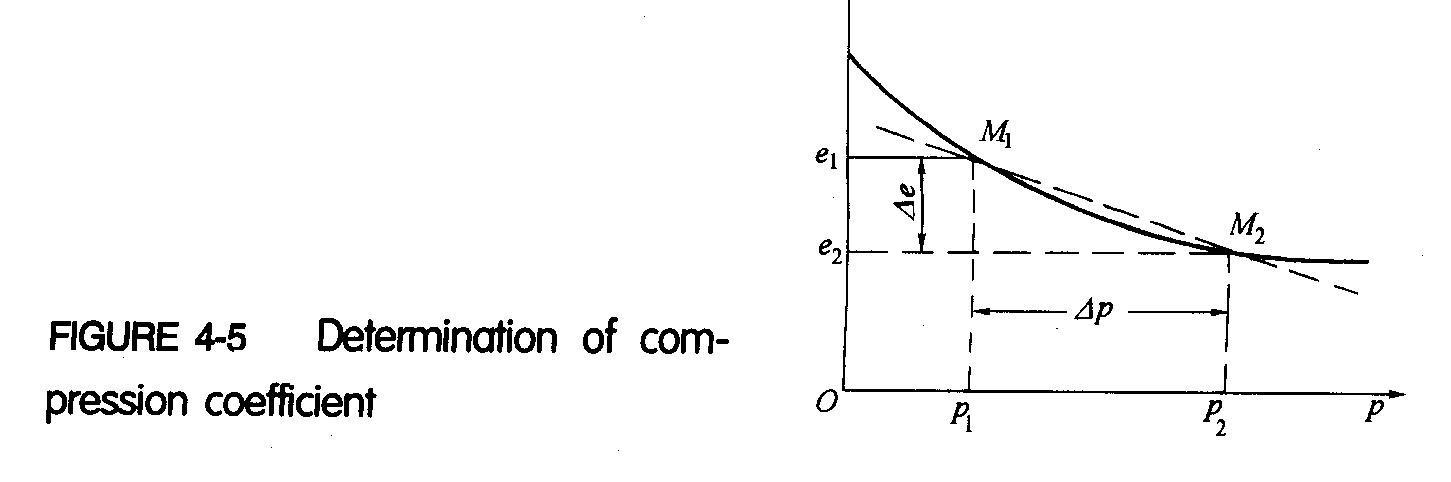 FIGURE 4-5 Determination of com-
pression coefficient
M₁
e₁
Δe
M₂
e₂
Δp
O
p₁
p₂
p